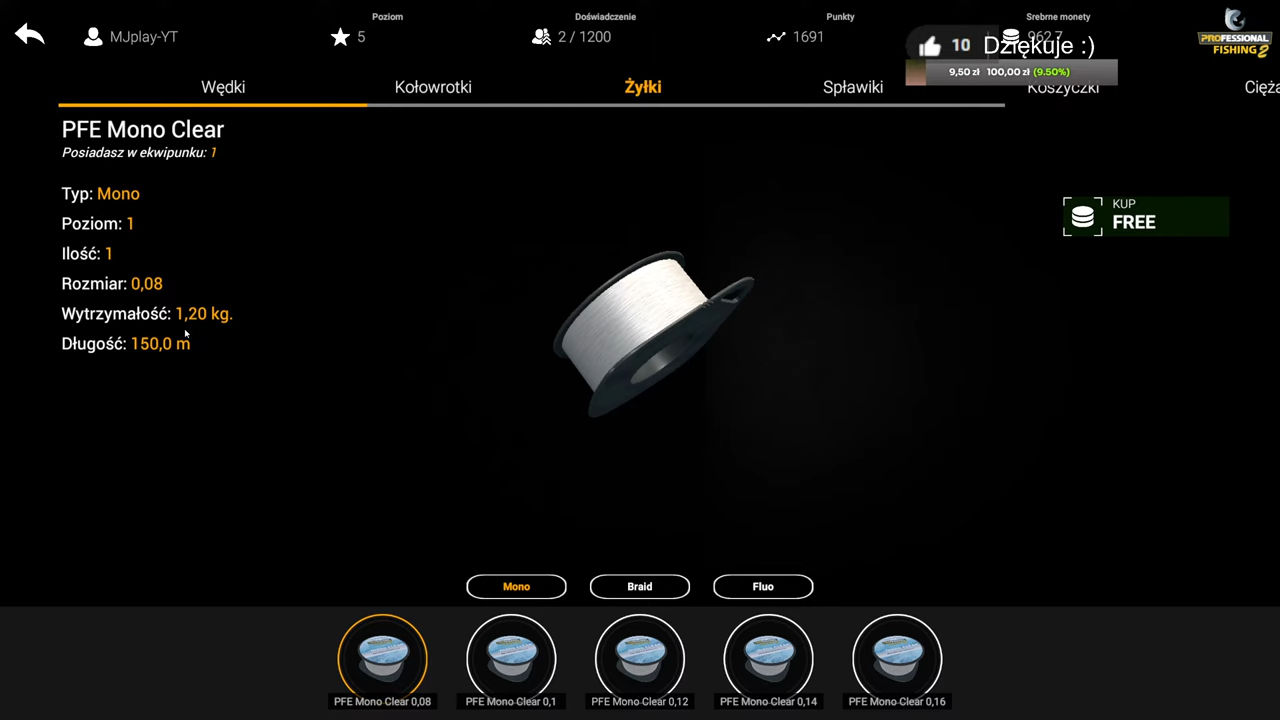 Poziom
Doświadczenie
Punkty
Srebrne monety
MJplay-YT
5
2 / 1200
1691
962.7
10
Dziękuje :)
PROFESSIONAL
FISHING 2
9,50 zł 100,00 zł (9.50%)
Wędki
Kołowrotki
Żyłki
Spławiki
Koszyczki
Cięża
PFE Mono Clear
Posiadasz w ekwipunku: 1
Typ: Mono
Poziom: 1
Ilość: 1
Rozmiar: 0,08
Wytrzymałość: 1,20 kg.
Długość: 150,0 m
KUP
FREE
Mono
Braid
Fluo
PFE Mono Clear 0,08
PFE Mono Clear 0,1
PFE Mono Clear 0,12
PFE Mono Clear 0,14
PFE Mono Clear 0,16